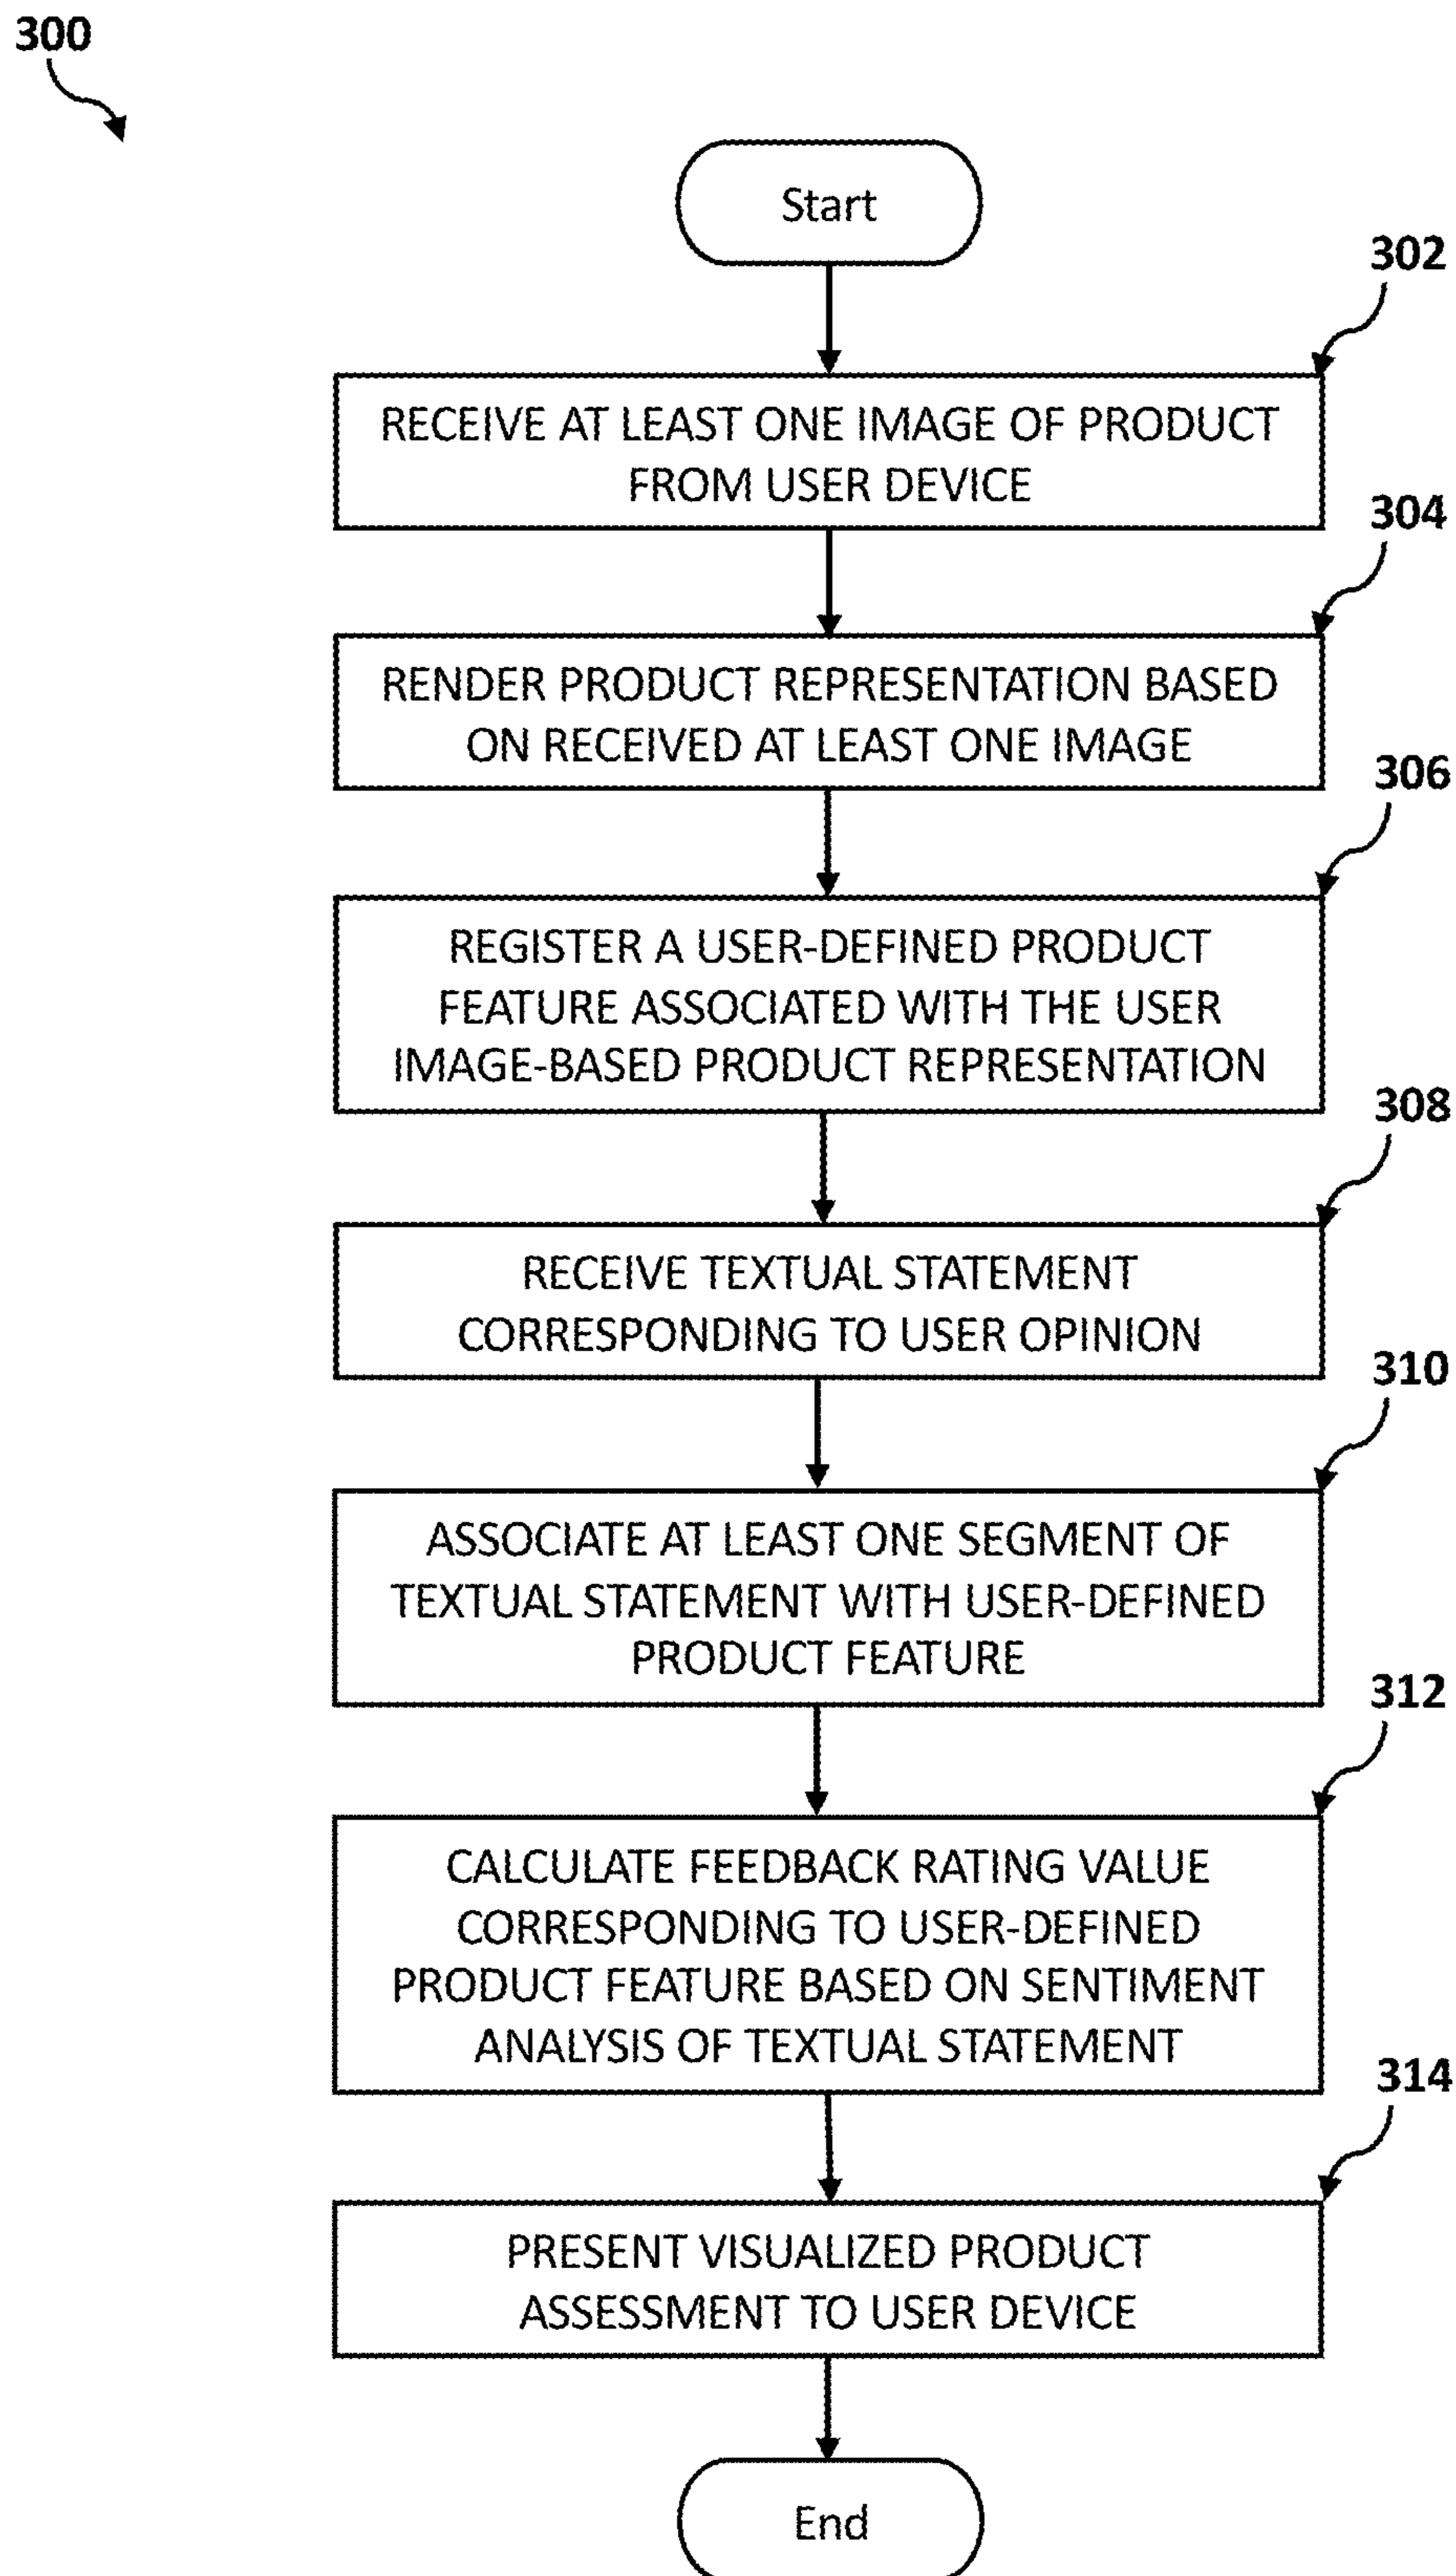 300
Start
302
RECEIVE AT LEAST ONE IMAGE OF PRODUCT
FROM USER DEVICE
304
RENDER PRODUCT REPRESENTATION BASED
ON RECEIVED AT LEAST ONE IMAGE
306
REGISTER A USER-DEFINED PRODUCT
FEATURE ASSOCIATED WITH THE USER
IMAGE-BASED PRODUCT REPRESENTATION
308
RECEIVE TEXTUAL STATEMENT
CORRESPONDING TO USER OPINION
310
ASSOCIATE AT LEAST ONE SEGMENT OF
TEXTUAL STATEMENT WITH USER-DEFINED
PRODUCT FEATURE
312
CALCULATE FEEDBACK RATING VALUE
CORRESPONDING TO USER-DEFINED
PRODUCT FEATURE BASED ON SENTIMENT
ANALYSIS OF TEXTUAL STATEMENT
314
PRESENT VISUALIZED PRODUCT
ASSESSMENT TO USER DEVICE
End